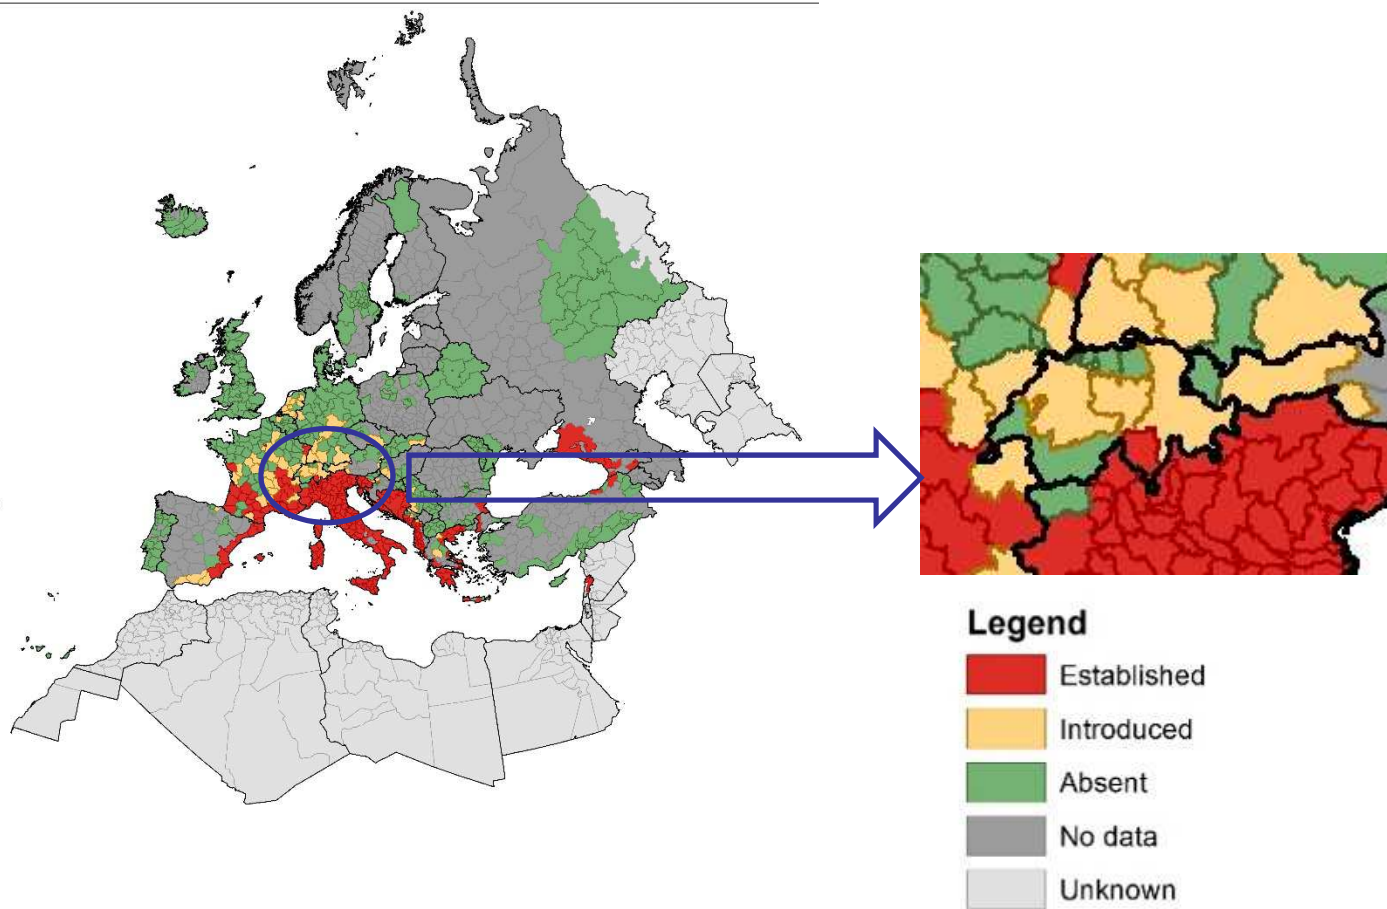 Legend
Established
Introduced
Absent
No data
Unknown